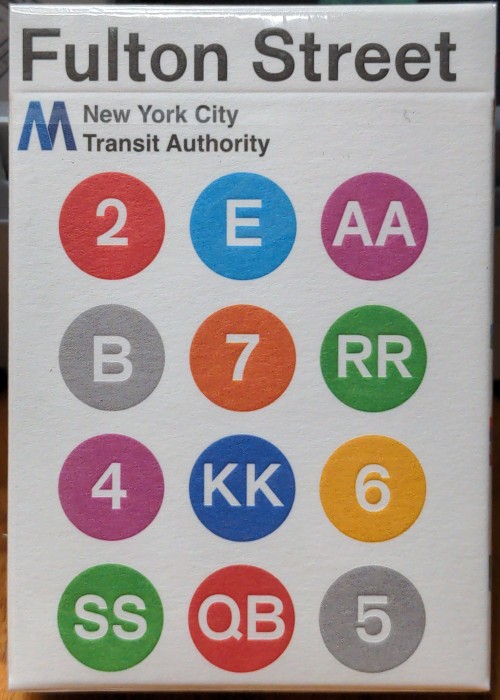 Fulton Street
M New York City
Transit Authority
2 E AA
B 7 RR
4 KK 6
SS QB 5